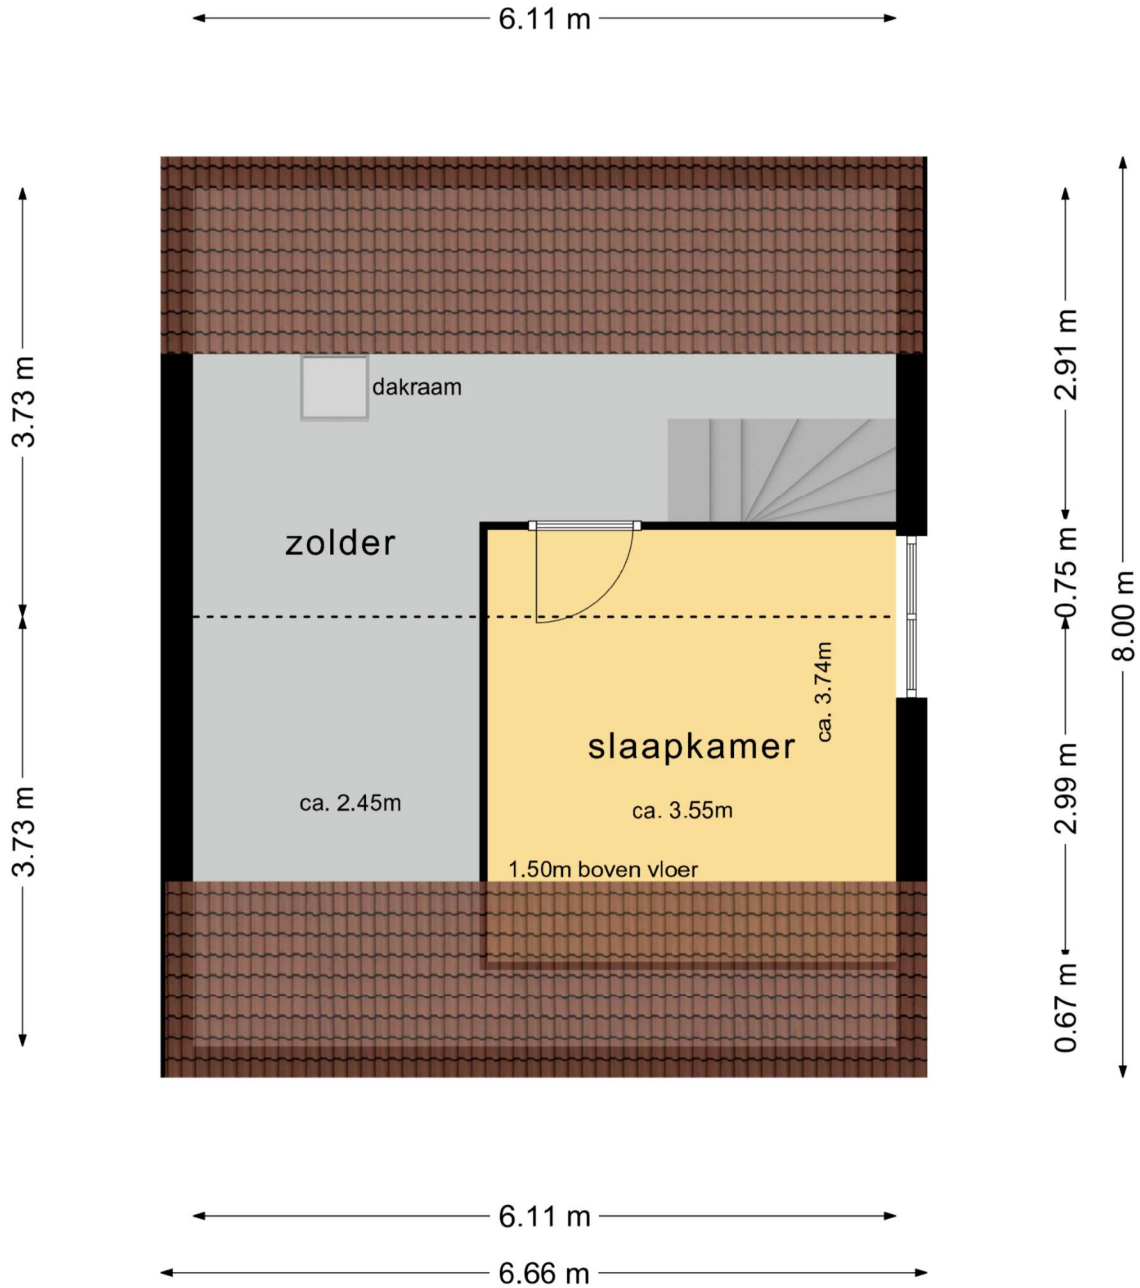 6.11 m
3.73 m
2.91 m
dakraam
zolder
0.75 m
8.00 m
ca. 3.74m
slaapkamer
2.99 m
ca. 2.45m
ca. 3.55m
3.73 m
1.50m boven vloer
0.67 m
6.11 m
6.66 m